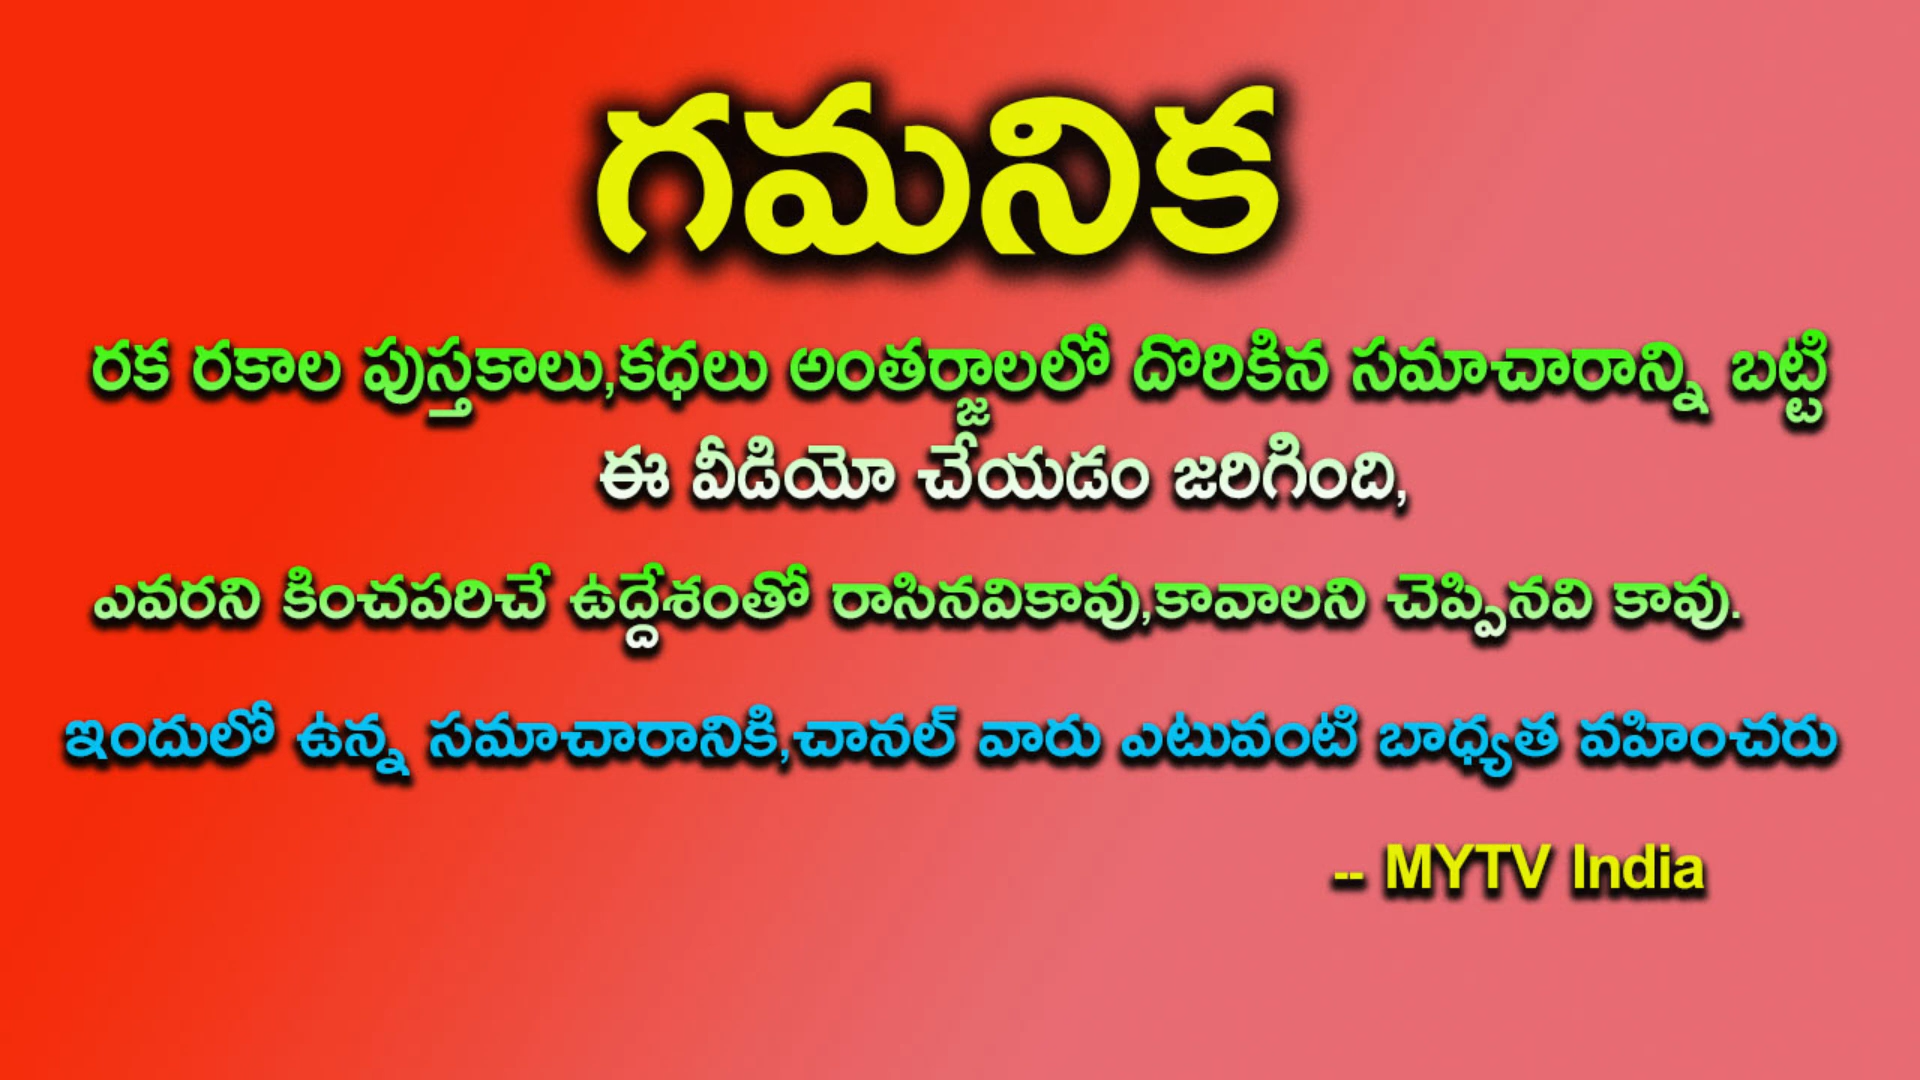 గమనిక
రక రకాల పుస్తకాలు,కధలు అంతర్జాలలో దొరికిన సమాచారాన్ని బట్టి
ఈ వీడియో చేయడం జరిగింది,
ఎవరని కించపరిచే ఉద్దేశంతో రాసినవికావు,కావాలని చెప్పినవి కావు.
ఇందులో ఉన్న సమాచారానికి,చానల్ వారు ఎటువంటి బాధ్యత వహించరు
-- MYTV India